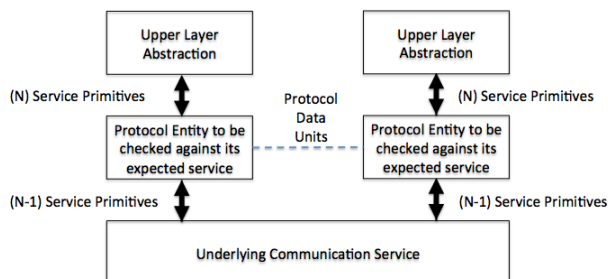 Upper Layer
Abstraction
Upper Layer
Abstraction
(N) Service Primitives
Protocol
Data
Units
(N) Service Primitives
Protocol Entity to be
checked against its
expected service
Protocol Entity to be
checked against its
expected service
(N-1) Service Primitives
(N-1) Service Primitives
Underlying Communication Service